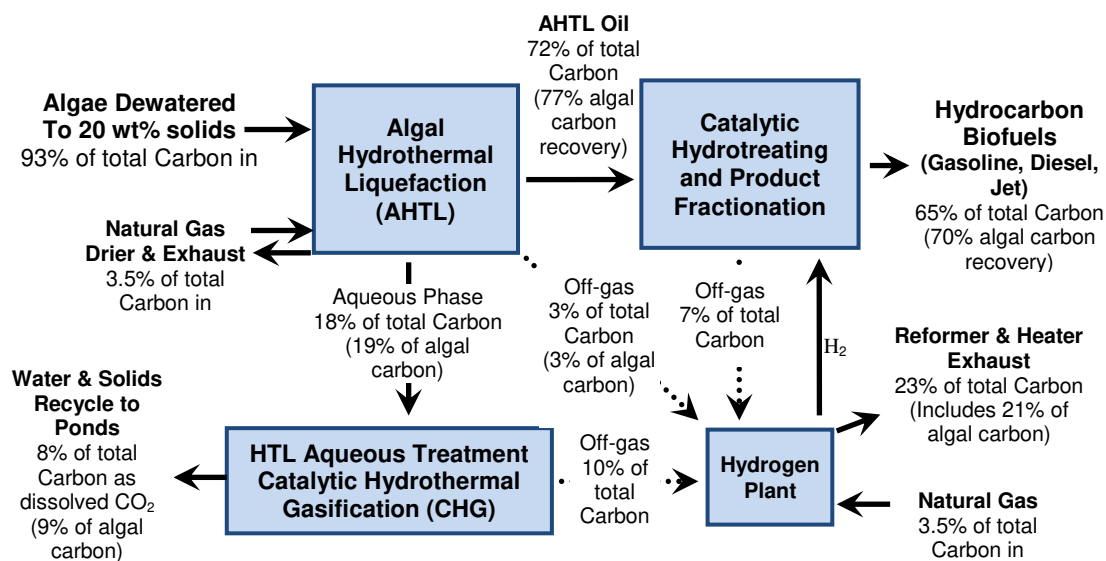 AHTL Oil
72% of total
Carbon
(77% algal
carbon
recovery)
Algae Dewatered
To 20 wt% solids
93% of total Carbon in
Algal
Hydrothermal
Liquefaction
(AHTL)
Catalytic
Hydrotreating
and Product
Fractionation
Hydrocarbon
Biofuels
(Gasoline, Diesel,
Jet)
65% of total Carbon
(70% algal carbon
recovery)
Natural Gas
Drier & Exhaust
3.5% of total
Carbon in
Aqueous Phase
18% of total Carbon
(19% of algal
carbon)
Off-gas
3% of total
Carbon
(3% of algal
carbon)
Off-gas
7% of total
Carbon
H2
Reformer & Heater
Exhaust
23% of total Carbon
(Includes 21% of
algal carbon)
Water & Solids
Recycle to
Ponds
8% of total
Carbon as
dissolved CO2
(9% of algal
carbon)
HTL Aqueous Treatment
Catalytic Hydrothermal
Gasification (CHG)
Off-gas
10% of
total
Carbon
Hydrogen
Plant
Natural Gas
3.5% of total
Carbon in